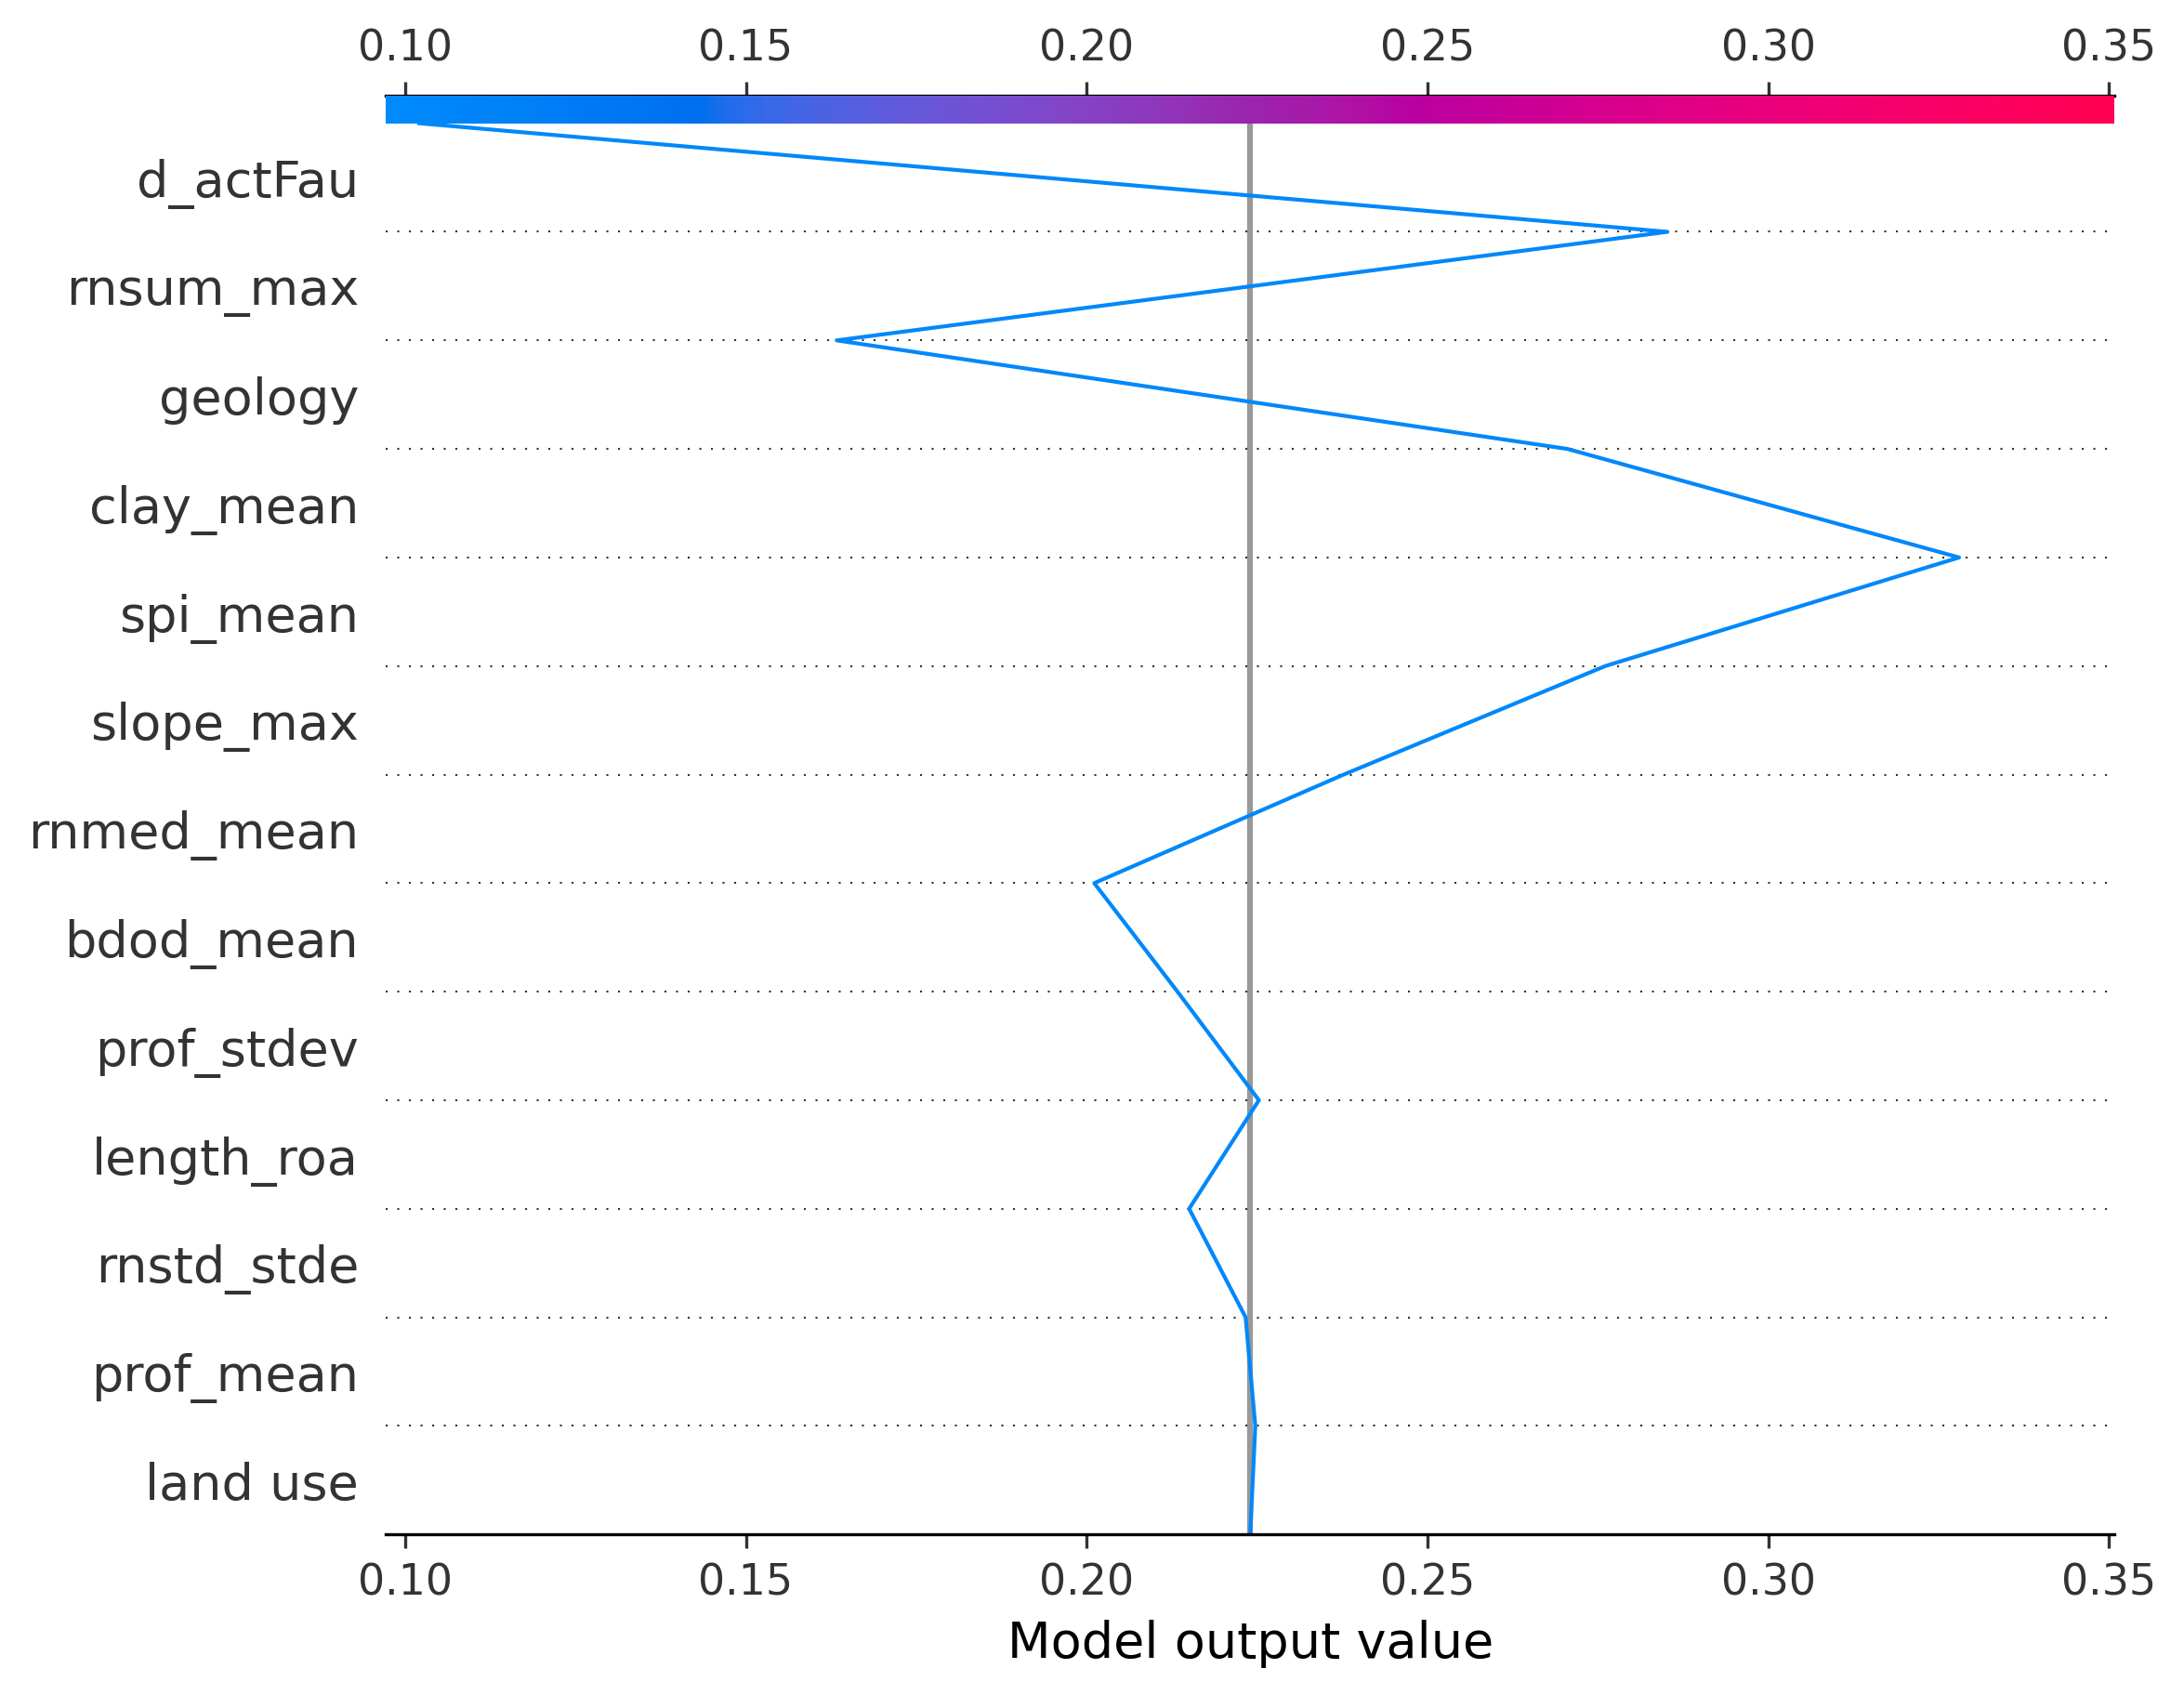 0.10 0.15 0.20 0.25 0.30 0.35
d_actFau
rnsum_max
geology
clay_mean
spi_mean
slope_max
rnmed_mean
bdod_mean
prof_stdev
length_roa
rnstd_stde
prof_mean
land use
0.10 0.15 0.20 0.25 0.30 0.35
Model output value